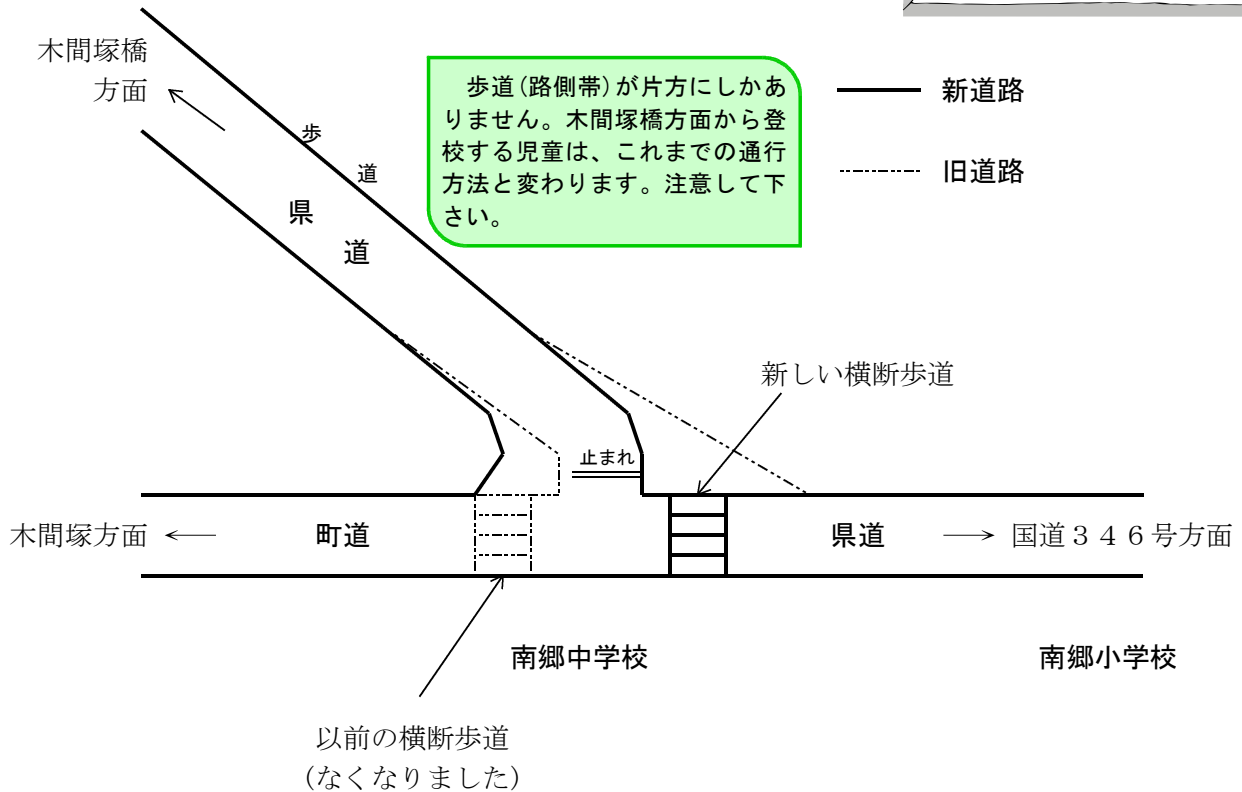 木間塚橋
方面
歩道(路側帯)が片方にしかあ
りません。木間塚橋方面から登
校する児童は、これまでの通行
方法と変わります。注意して下
さい。
新道路
旧道路
歩
道
県
道
新しい横断歩道
止まれ
木間塚方面
町道
県道
国道346号方面
南郷中学校
南郷小学校
以前の横断歩道
(なくなりました)